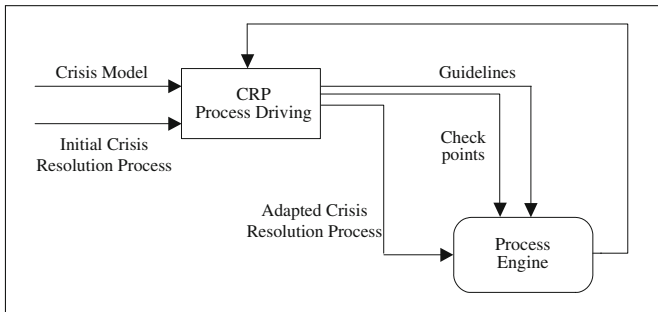 Crisis Model
Initial Crisis
Resolution Process
CRP
Process Driving
Guidelines
Check
points
Adapted Crisis
Resolution Process
Process
Engine